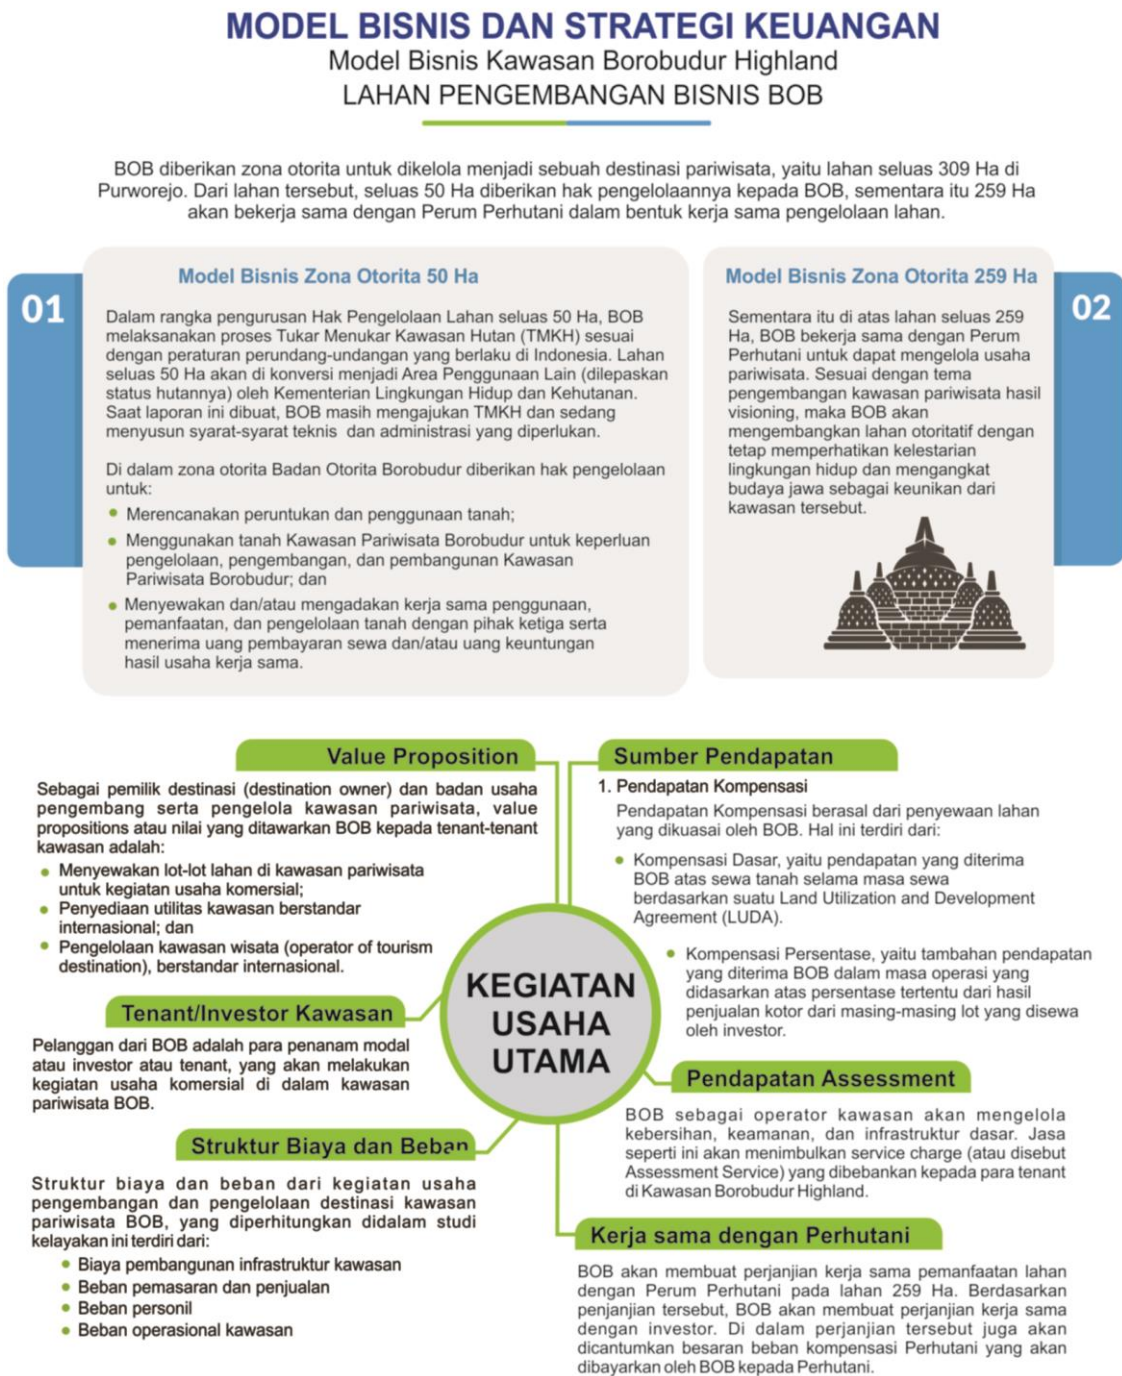 MODEL BISNIS DAN STRATEGI KEUANGAN
Model Bisnis Kawasan Borobudur Highland
LAHAN PENGEMBANGAN BISNIS BOB
BOB diberikan zona otorita untuk dikelola menjadi sebuah destinasi pariwisata, yaitu lahan seluas 309 Ha di
Purworejo. Dari lahan tersebut, seluas 50 Ha diberikan hak pengelolaannya kepada BOB, sementara itu 259 Ha
akan bekerja sama dengan Perum Perhutani dalam bentuk kerja sama pengelolaan lahan.
01
Model Bisnis Zona Otorita 50 Ha
Dalam rangka pengurusan Hak Pengelolaan Lahan seluas 50 Ha, BOB
melaksanakan proses Tukar Menukar Kawasan Hutan (TMKH) sesuai
dengan peraturan perundang-undangan yang berlaku di Indonesia. Lahan
seluas 50 Ha akan di konversi menjadi Area Penggunaan Lain (dilepaskan
status hutannya) oleh Kementerian Lingkungan Hidup dan Kehutanan.
Saat laporan ini dibuat, BOB masih mengajukan TMKH dan sedang
menyusun syarat-syarat teknis dan administrasi yang diperlukan.
Di dalam zona otorita Badan Otorita Borobudur diberikan hak pengelolaan
untuk:
• Merencanakan peruntukan dan penggunaan tanah;
• Menggunakan tanah Kawasan Pariwisata Borobudur untuk keperluan
pengelolaan, pengembangan, dan pembangunan Kawasan
Pariwisata Borobudur; dan
• Menyewakan dan/atau mengadakan kerja sama penggunaan,
pemanfaatan, dan pengelolaan tanah dengan pihak ketiga serta
menerima uang pembayaran sewa dan/atau uang keuntungan
hasil usaha kerja sama.
02
Model Bisnis Zona Otorita 259 Ha
Sementara itu di atas lahan seluas 259
Ha, BOB bekerja sama dengan Perum
Perhutani untuk dapat mengelola usaha
pariwisata. Sesuai dengan tema
pengembangan kawasan pariwisata hasil
visioning, maka BOB akan
mengembangkan lahan otoritatif dengan
tetap memperhatikan kelestarian
lingkungan hidup dan mengangkat
budaya jawa sebagai keunikan dari
kawasan tersebut.
KEGIATAN
USAHA
UTAMA
Value Proposition
Sebagai pemilik destinasi (destination owner) dan badan usaha
pengembang serta pengelola kawasan pariwisata, value
propositions atau nilai yang ditawarkan BOB kepada tenant-tenant
kawasan adalah:
• Menyewakan lot-lot lahan di kawasan pariwisata
untuk kegiatan usaha komersial;
• Penyediaan utilitas kawasan berstandar
internasional; dan
• Pengelolaan kawasan wisata (operator of tourism
destination), berstandar internasional.
Tenant/Investor Kawasan
Pelanggan dari BOB adalah para penanam modal
atau investor atau tenant, yang akan melakukan
kegiatan usaha komersial di dalam kawasan
pariwisata BOB.
Struktur Biaya dan Beban
Struktur biaya dan beban dari kegiatan usaha
pengembangan dan pengelolaan destinasi kawasan
pariwisata BOB, yang diperhitungkan didalam studi
kelayakan ini terdiri dari:
• Biaya pembangunan infrastruktur kawasan
• Beban pemasaran dan penjualan
• Beban personil
• Beban operasional kawasan
Sumber Pendapatan
1. Pendapatan Kompensasi
Pendapatan Kompensasi berasal dari penyewaan lahan
yang dikuasai oleh BOB. Hal ini terdiri dari:
• Kompensasi Dasar, yaitu pendapatan yang diterima
BOB atas sewa tanah selama masa sewa
berdasarkan suatu Land Utilization and Development
Agreement (LUDA).
• Kompensasi Persentase, yaitu tambahan pendapatan
yang diterima BOB dalam masa operasi yang
didasarkan atas persentase tertentu dari hasil
penjualan kotor dari masing-masing lot yang disewa
oleh investor.
Pendapatan Assessment
BOB sebagai operator kawasan akan mengelola
kebersihan, keamanan, dan infrastruktur dasar. Jasa
seperti ini akan menimbulkan service charge (atau disebut
Assessment Service) yang dibebankan kepada para tenant
di Kawasan Borobudur Highland.
Kerja sama dengan Perhutani
BOB akan membuat perjanjian kerja sama pemanfaatan lahan
dengan Perum Perhutani pada lahan 259 Ha. Berdasarkan
penjanjian tersebut, BOB akan membuat perjanjian kerja sama
dengan investor. Di dalam perjanjian tersebut juga akan
dicantumkan besaran beban kompensasi Perhutani yang akan
dibayarkan oleh BOB kepada Perhutani.